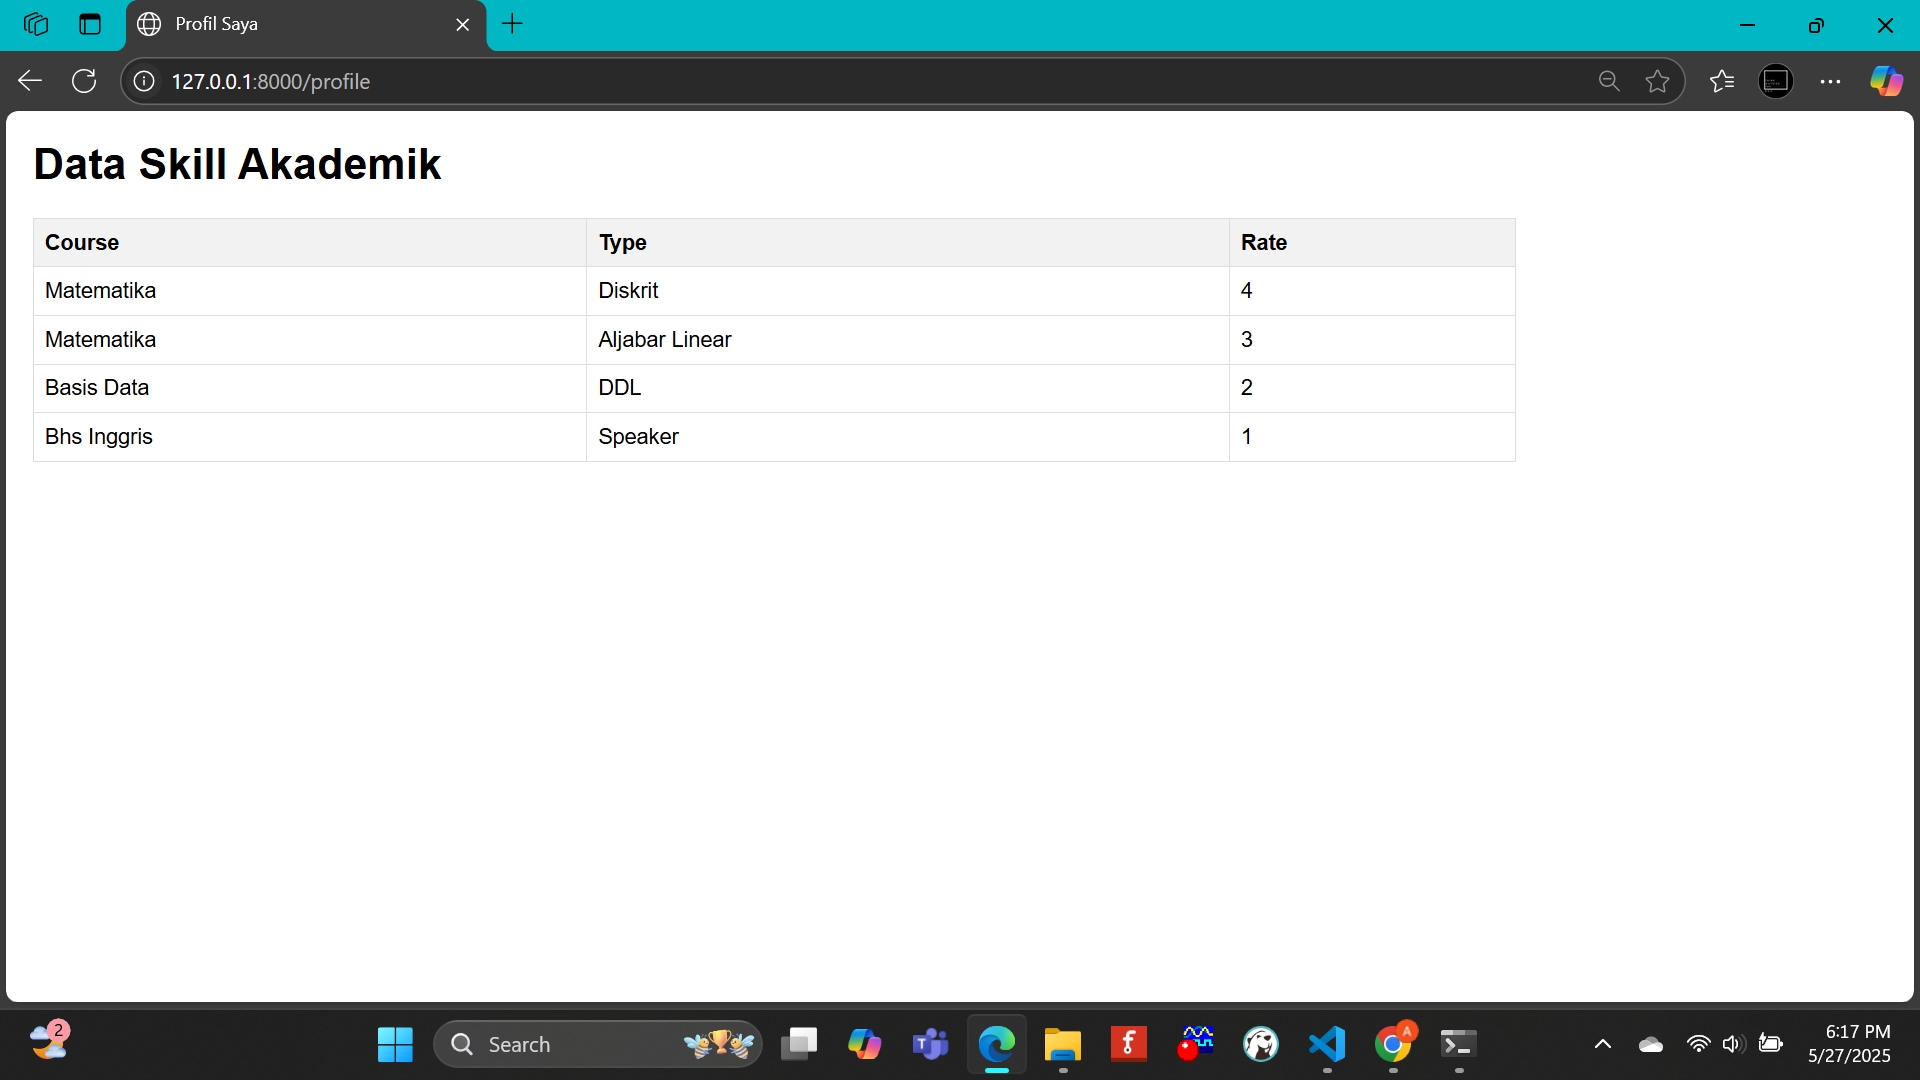 Profil Saya
127.0.0.1:8000/profile
Data Skill Akademik
Course Type Rate
Matematika Diskrit 4
Matematika Aljabar Linear 3
Basis Data DDL 2
Bhs Inggris Speaker 1
2
Search
T
f
A
6:17 PM
5/27/2025